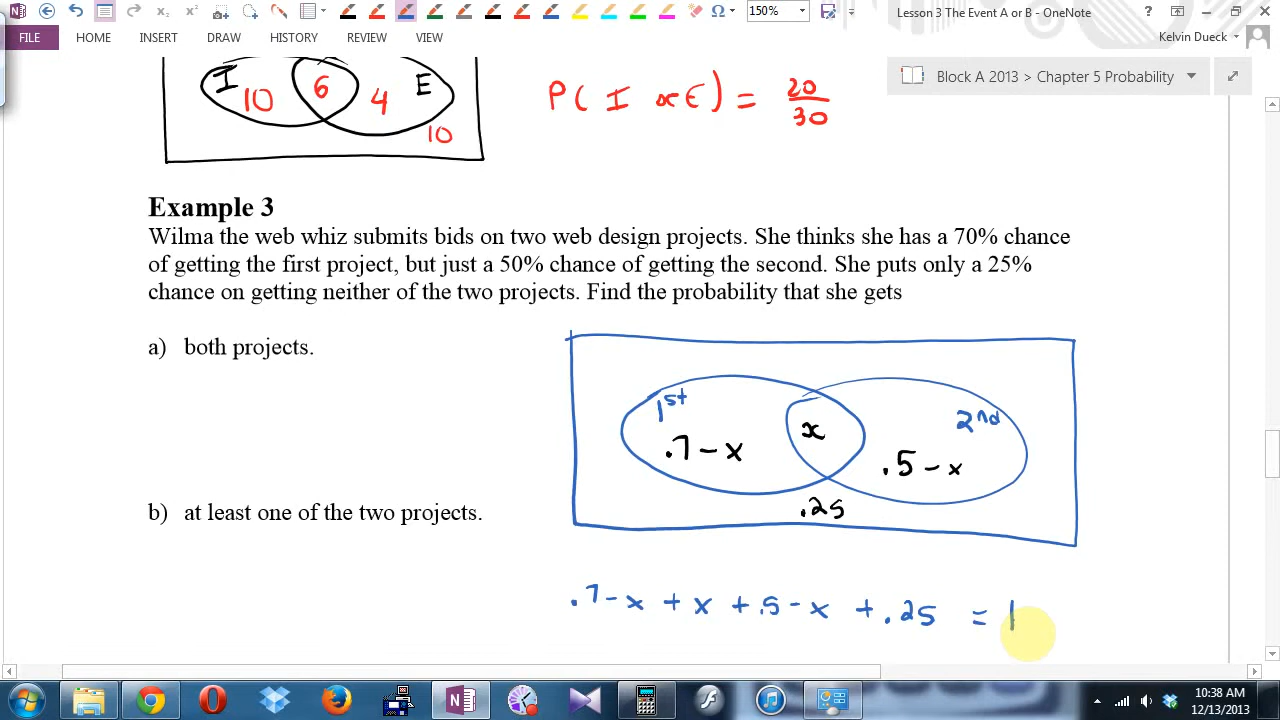 150%
Lesson 3 The Event A or B - OneNote
FILE HOME INSERT DRAW HISTORY REVIEW VIEW
Kelvin Dueck
Block A 2013 > Chapter 5 Probability
I 10 6 4 E
10
P( I or E) = 20/30
Example 3
Wilma the web whiz submits bids on two web design projects. She thinks she has a 70% chance
of getting the first project, but just a 50% chance of getting the second. She puts only a 25%
chance on getting neither of the two projects. Find the probability that she gets
a) both projects.
1st 2nd
.7 - x x .5 - x
.25
b) at least one of the two projects.
.7 - x + x + .5 - x + .25 = 1
10:38 AM
12/13/2013